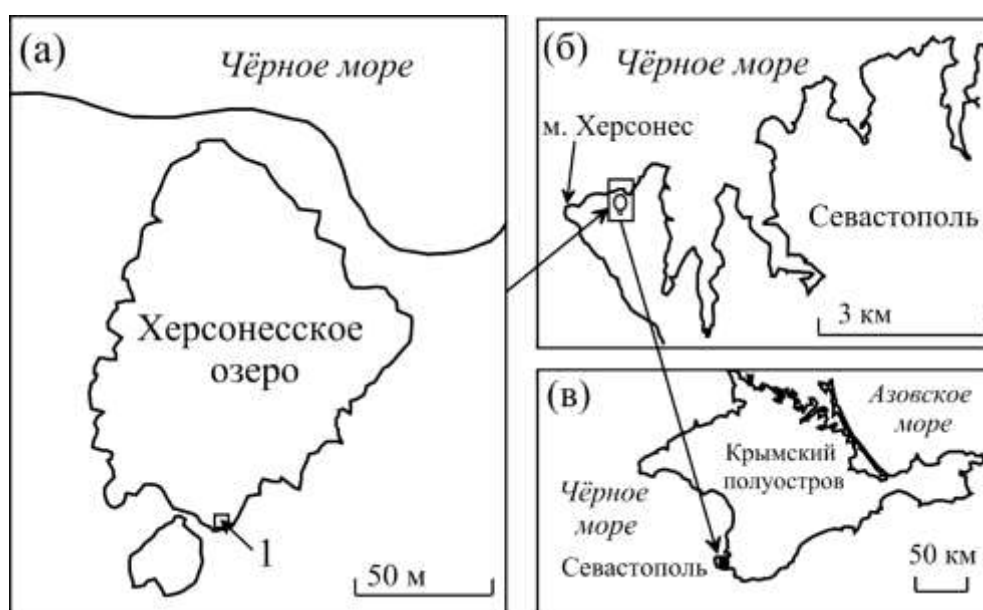 (а)
Чёрное море
Херсонесское
озеро
1
50 м
(б)
Чёрное море
м. Херсонес
Севастополь
3 км
(в)
Азовское
море
Крымский
полуостров
Чёрное
море
Севастополь
50 км